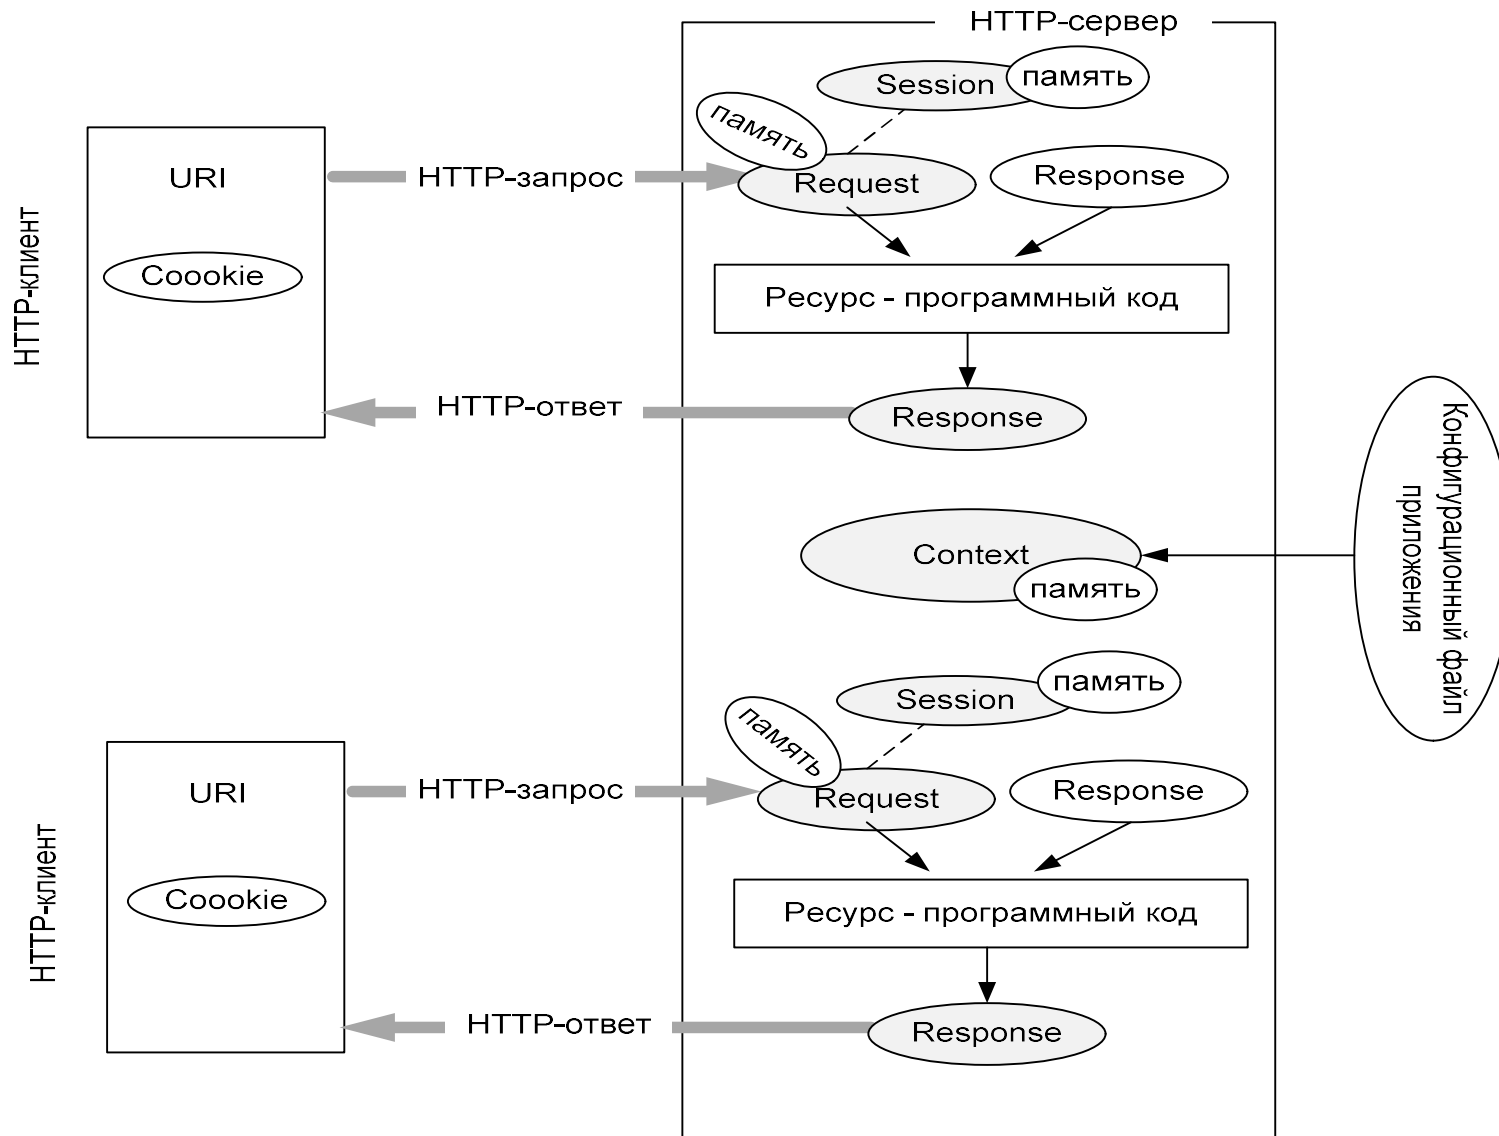 HTTP-сервер
Session
память
память
Request
Response
URI
HTTP-запрос
Coookie
HTTP-клиент
Ресурс - программный код
HTTP-ответ
Response
Context
память
Конфигурационный файл
приложения
Session
память
память
Request
Response
URI
HTTP-запрос
Coookie
HTTP-клиент
Ресурс - программный код
HTTP-ответ
Response